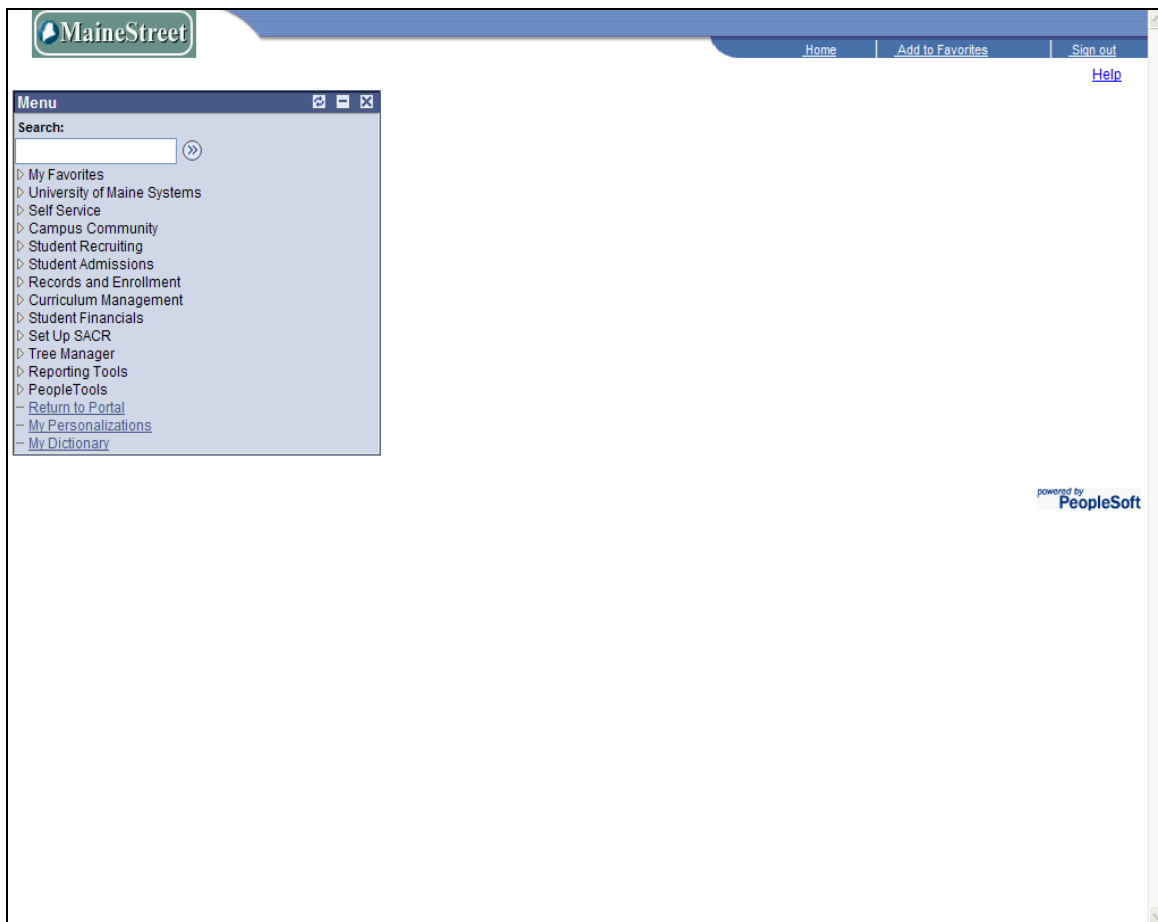 MaineStreet
Home Add to Favorites Sign out
Help
Menu
Search:
My Favorites
University of Maine Systems
Self Service
Campus Community
Student Recruiting
Student Admissions
Records and Enrollment
Curriculum Management
Student Financials
Set Up SACR
Tree Manager
Reporting Tools
PeopleTools
Return to Portal
My Personalizations
My Dictionary
powered by
PeopleSoft